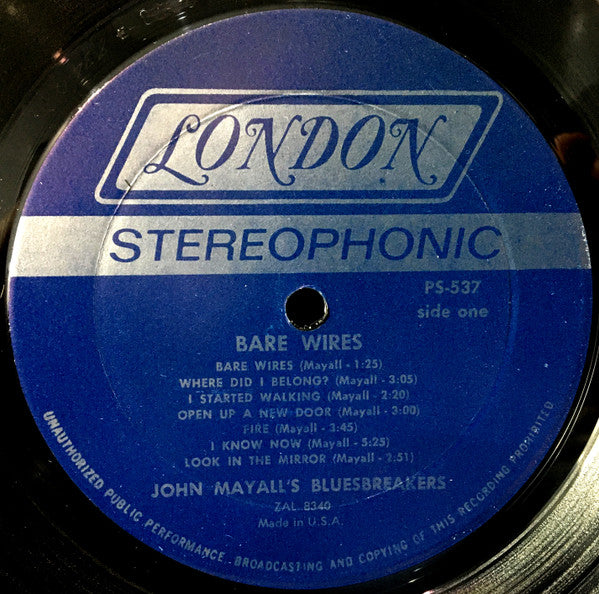 LONDON
STEREOPHONIC
PS-537
side one
BARE WIRES
BARE WIRES (Mayall - 1:25)
WHERE DID I BELONG? (Mayall - 3:05)
I STARTED WALKING (Mayall - 2:20)
OPEN UP A NEW DOOR (Mayall - 3:00)
FIRE (Mayall - 3:45)
I KNOW NOW (Mayall - 5:25)
LOOK IN THE MIRROR (Mayall - 2:51)
JOHN MAYALL'S BLUESBREAKERS
ZAL 8340
Made in U.S.A.
UNAUTHORIZED PUBLIC PERFORMANCE, BROADCASTING AND COPYING OF THIS RECORDING PROHIBITED